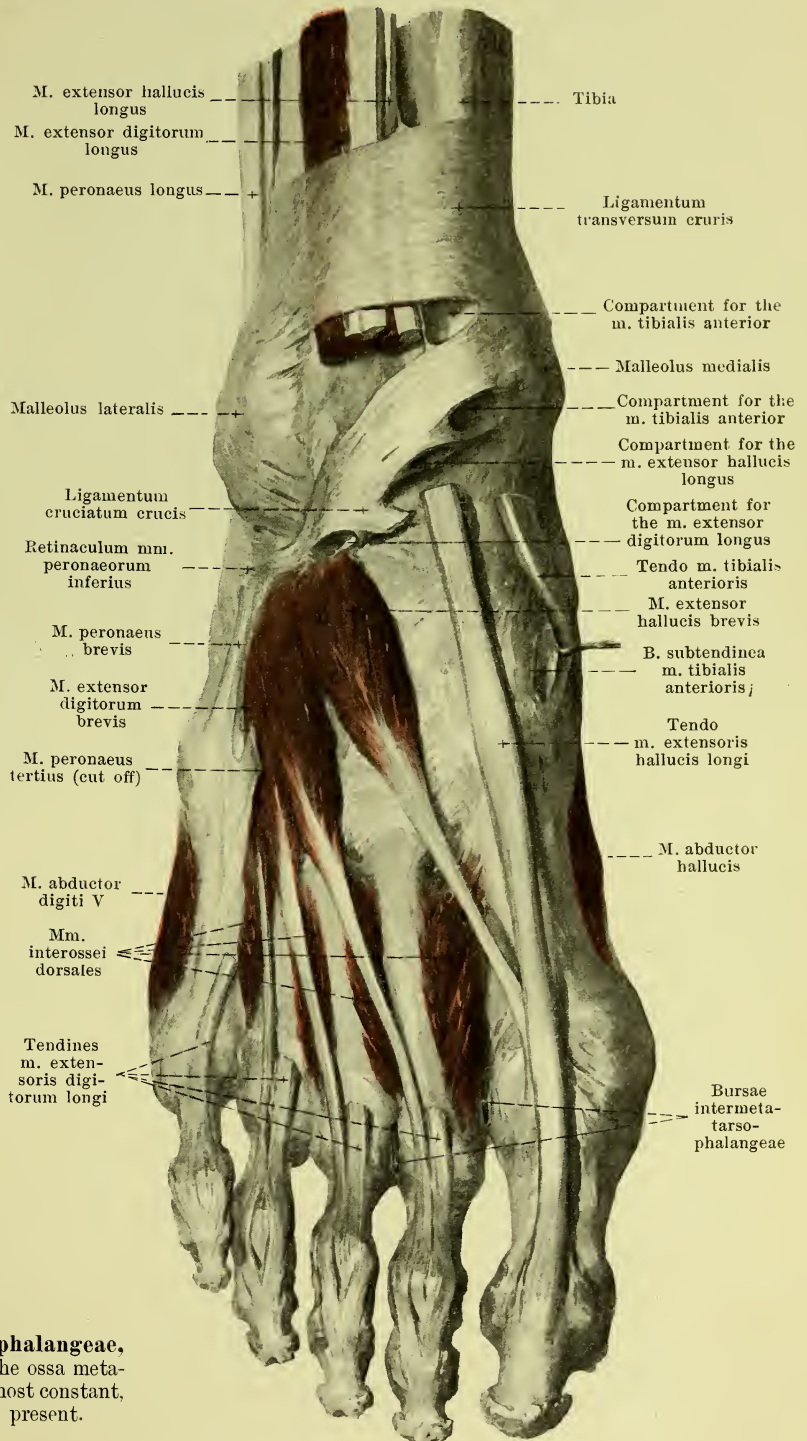 M. extensor hallucis
longus
M. extensor digitorum
longus
M. peronaeus longus
Malleolus lateralis
Ligamentum
cruciatum crucis
Retinaculum mm.
peronaeorum
inferius
M. peronaeus
brevis
M. extensor
digitorum
brevis
M. peronaeus
tertius (cut off)
M. abductor
digiti V
Mm.
interossei
dorsales
Tendines
m. exten-
soris digi-
torum longi
Tibia
Ligamentum
transversum cruris
Compartment for the
m. tibialis anterior
Malleolus medialis
Compartment for the
m. tibialis anterior
Compartment for the
m. extensor hallucis
longus
Compartment for
the m. extensor
digitorum longus
Tendo m. tibialis
anterioris
M. extensor
hallucis brevis
B. subtendinea
m. tibialis
anterioris
Tendo
m. extensoris
hallucis longi
M. abductor
hallucis
Bursae
intermeta-
tarso-
phalangeae
phalangeae,
he ossa meta-
most constant,
present.